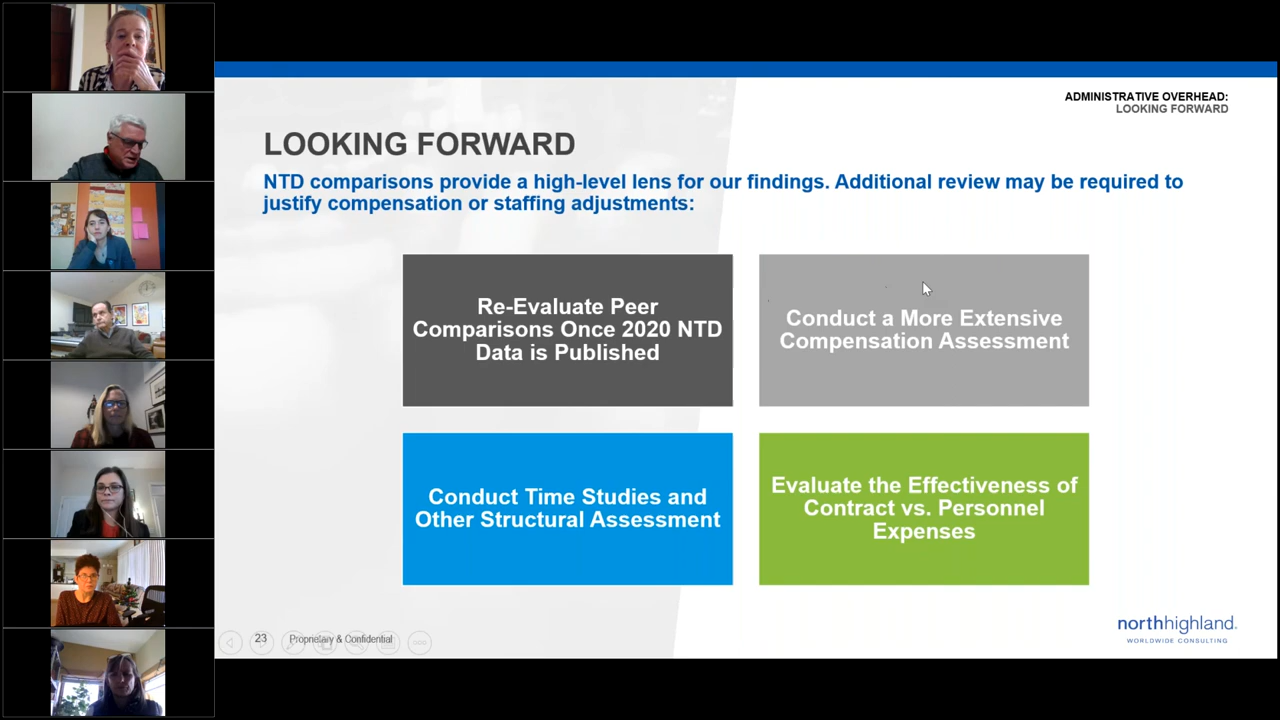 ADMINISTRATIVE OVERHEAD:
LOOKING FORWARD
LOOKING FORWARD
NTD comparisons provide a high-level lens for our findings. Additional review may be required to
justify compensation or staffing adjustments:
Re-Evaluate Peer
Comparisons Once 2020 NTD
Data is Published
Conduct a More Extensive
Compensation Assessment
Conduct Time Studies and
Other Structural Assessment
Evaluate the Effectiveness of
Contract vs. Personnel
Expenses
23 Proprietary & Confidential
northhighland.
WORLDWIDE CONSULTING